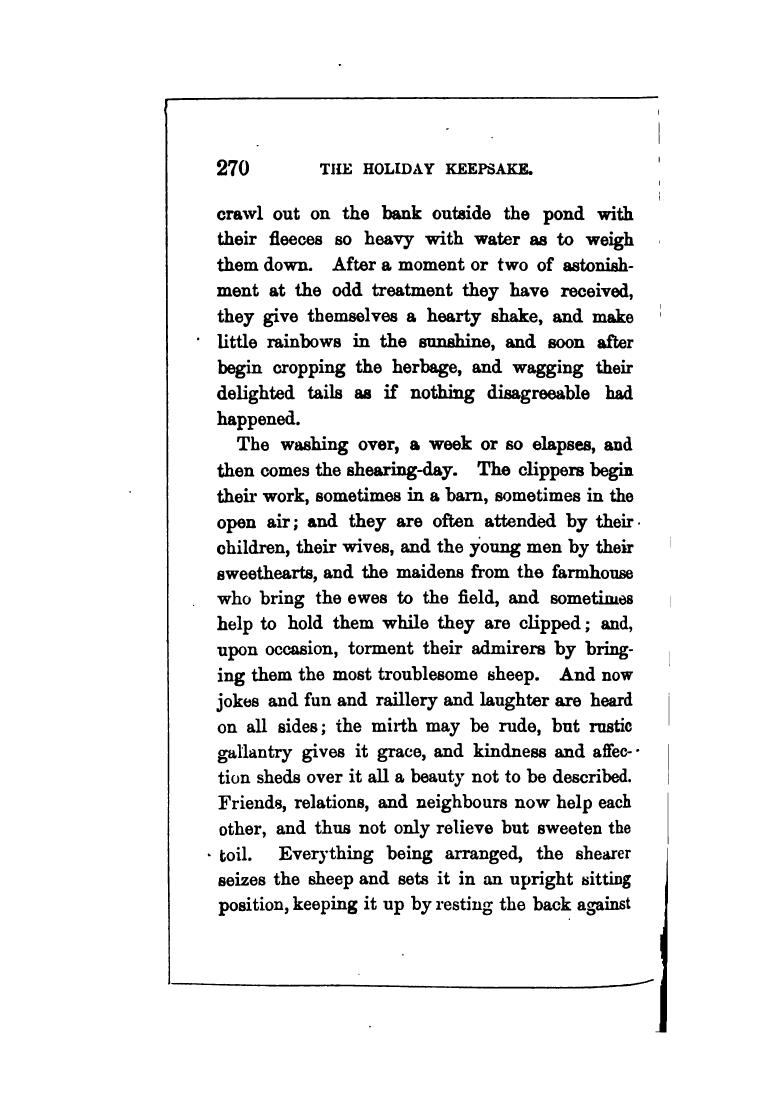 270 THE HOLIDAY KEEPSAKE.
crawl out on the bank outside the pond with
their fleeces so heavy with water as to weigh
them down. After a moment or two of astonish-
ment at the odd treatment they have received,
they give themselves a hearty shake, and make
little rainbows in the sunshine, and soon after
begin cropping the herbage, and wagging their
delighted tails as if nothing disagreeable had
happened.
The washing over, a week or so elapses, and
then comes the shearing-day. The clippers begin
their work, sometimes in a barn, sometimes in the
open air; and they are often attended by their
children, their wives, and the young men by their
sweethearts, and the maidens from the farmhouse
who bring the ewes to the field, and sometimes
help to hold them while they are clipped; and,
upon occasion, torment their admirers by bring-
ing them the most troublesome sheep. And now
jokes and fun and raillery and laughter are heard
on all sides; the mirth may be rude, but rustic
gallantry gives it grace, and kindness and affec-
tion sheds over it all a beauty not to be described.
Friends, relations, and neighbours now help each
other, and thus not only relieve but sweeten the
toil. Everything being arranged, the shearer
seizes the sheep and sets it in an upright sitting
position, keeping it up by resting the back against